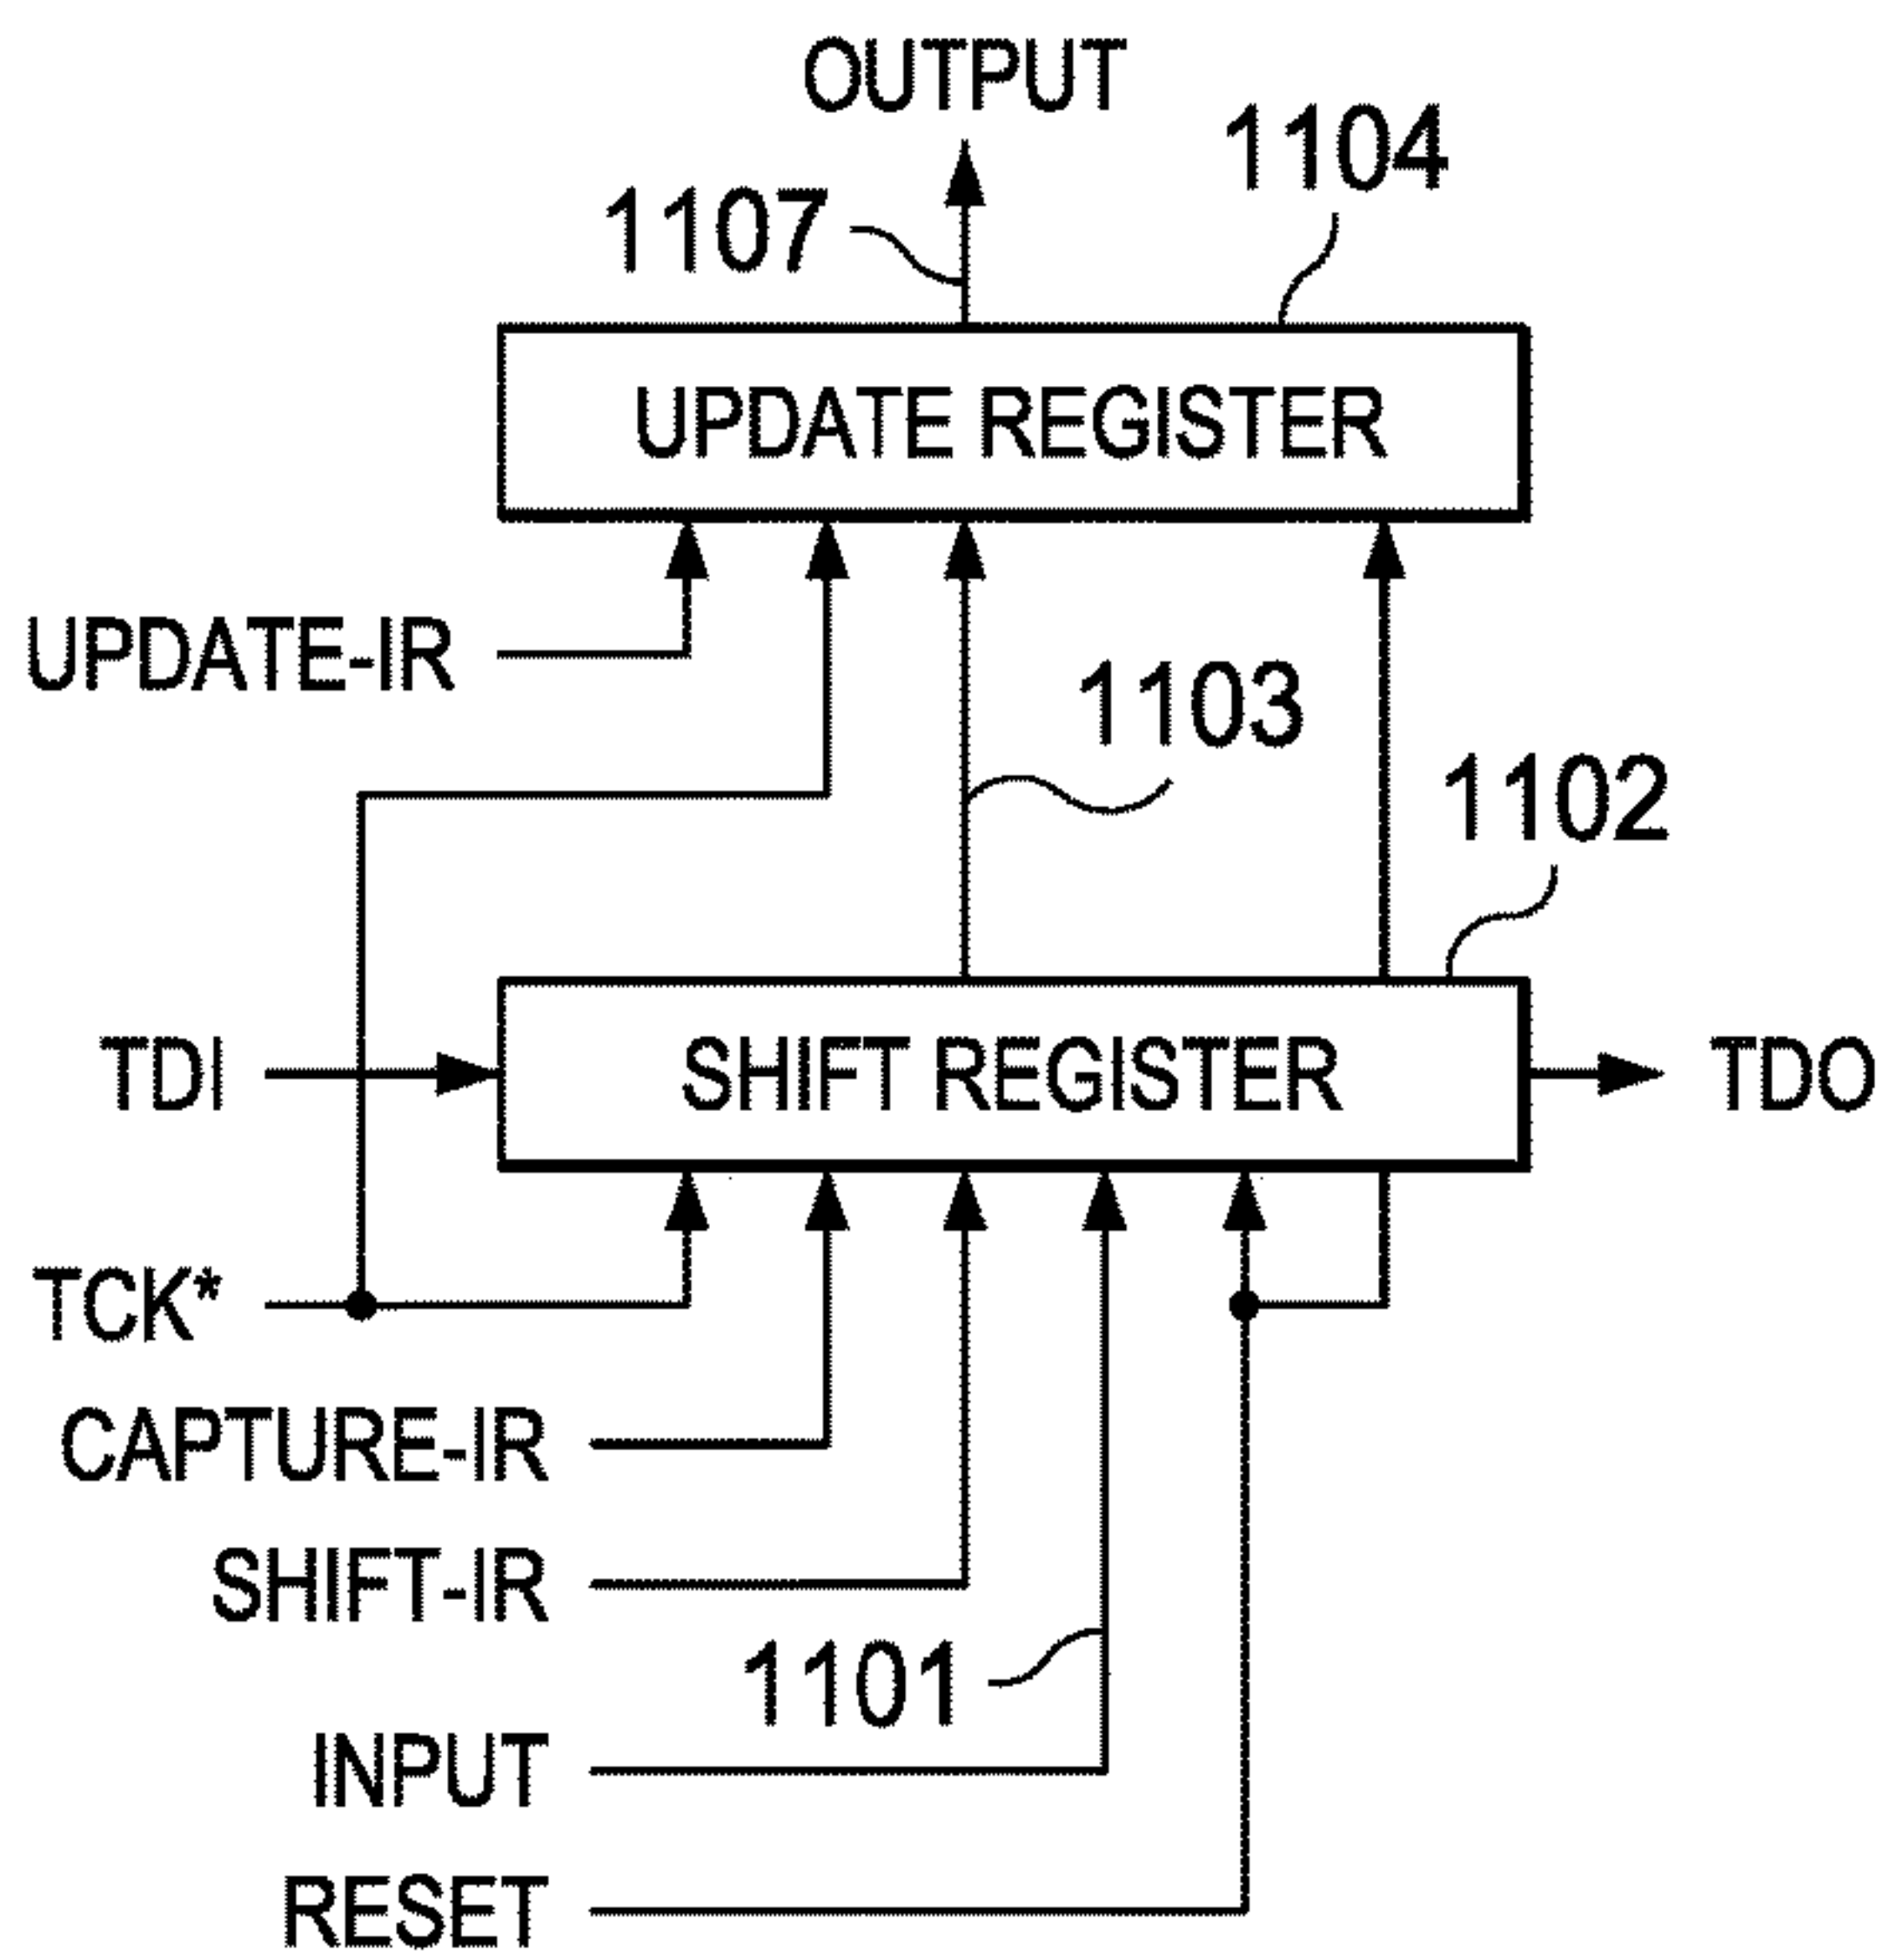 OUTPUT
1104
1107
UPDATE REGISTER
UPDATE-IR
1103
1102
TDI
SHIFT REGISTER
TDO
TCK*
CAPTURE-IR
SHIFT-IR
1101
INPUT
RESET